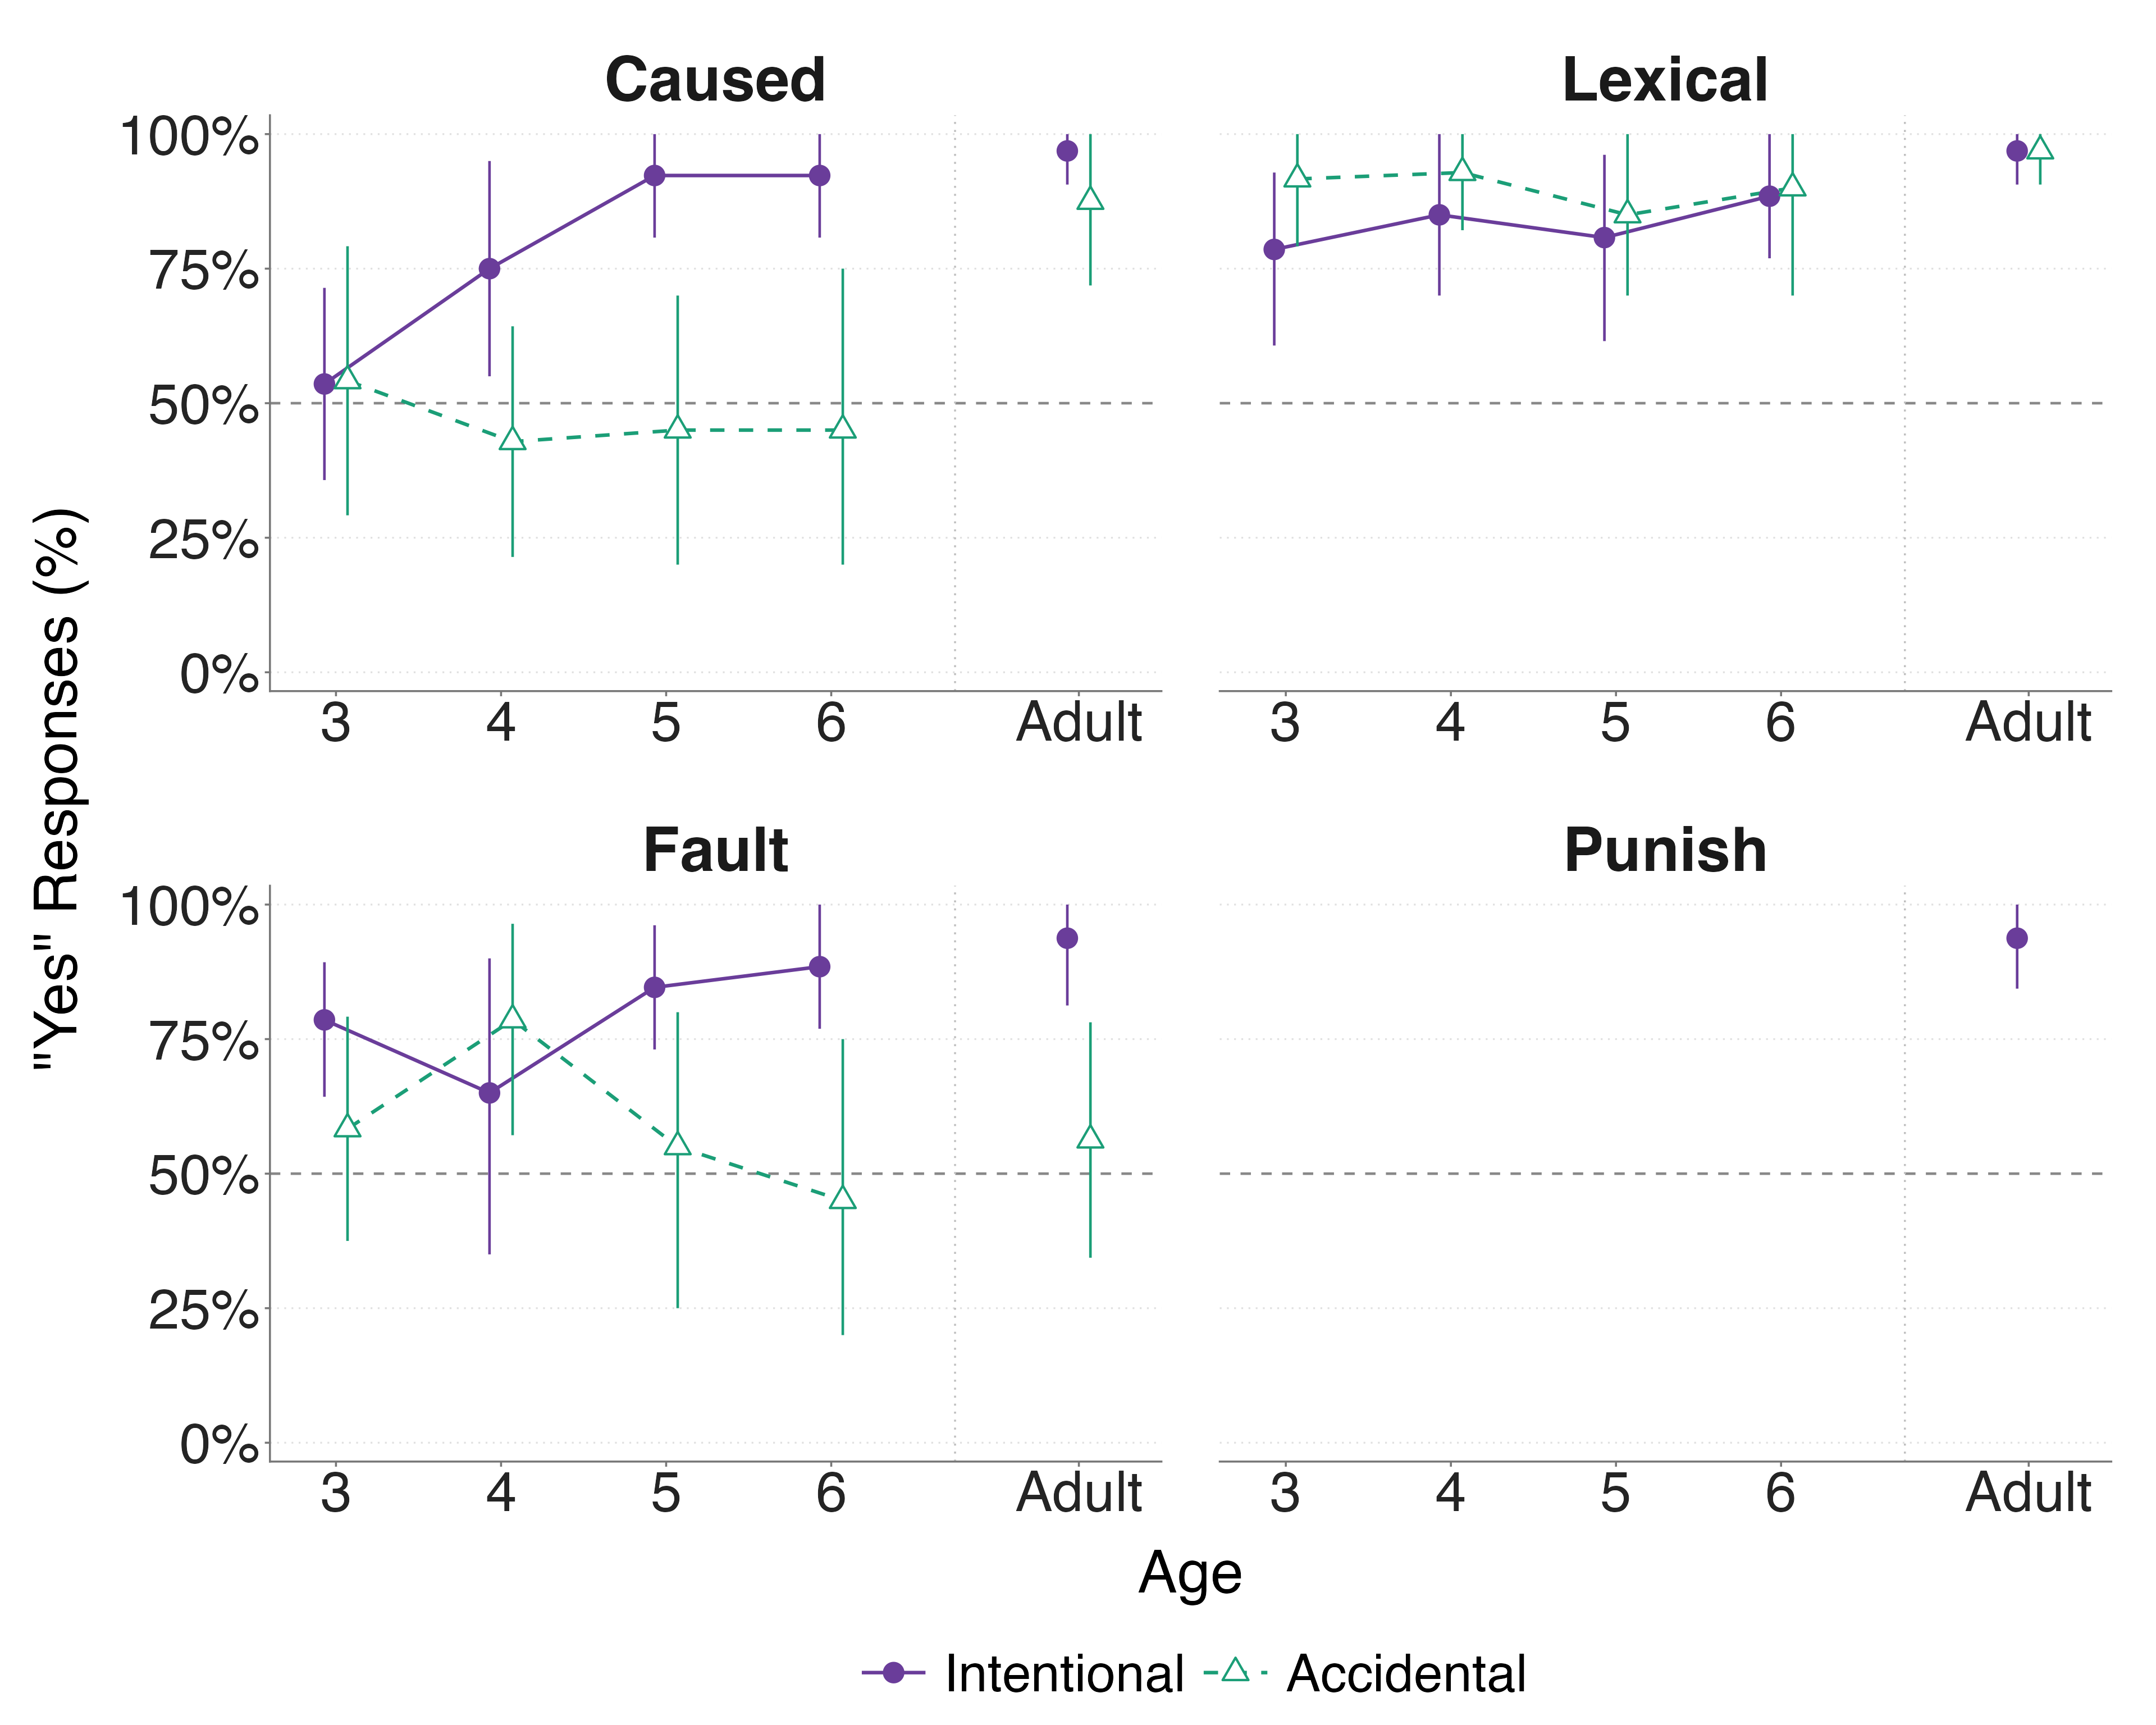 Caused
Lexical
100%
75%
50%
25%
0%
3 4 5 6 Adult
3 4 5 6 Adult
"Yes" Responses (%)
Fault
Punish
100%
75%
50%
25%
0%
3 4 5 6 Adult
3 4 5 6 Adult
Age
Intentional Accidental